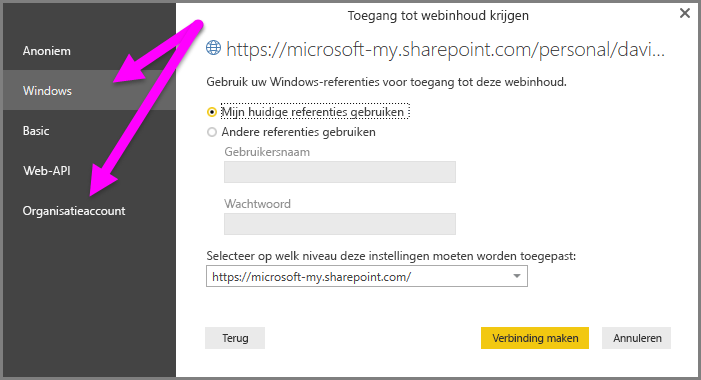 Toegang tot webinhoud krijgen
Anoniem
Windows
Basic
Web-API
Organisatieaccount
https://microsoft-my.sharepoint.com/personal/davi...
Gebruik uw Windows-referenties voor toegang tot deze webinhoud.
Mijn huidige referenties gebruiken
Andere referenties gebruiken
Gebruikersnaam
Wachtwoord
Selecteer op welk niveau deze instellingen moeten worden toegepast:
https://microsoft-my.sharepoint.com/
Terug
Verbinding maken
Annuleren